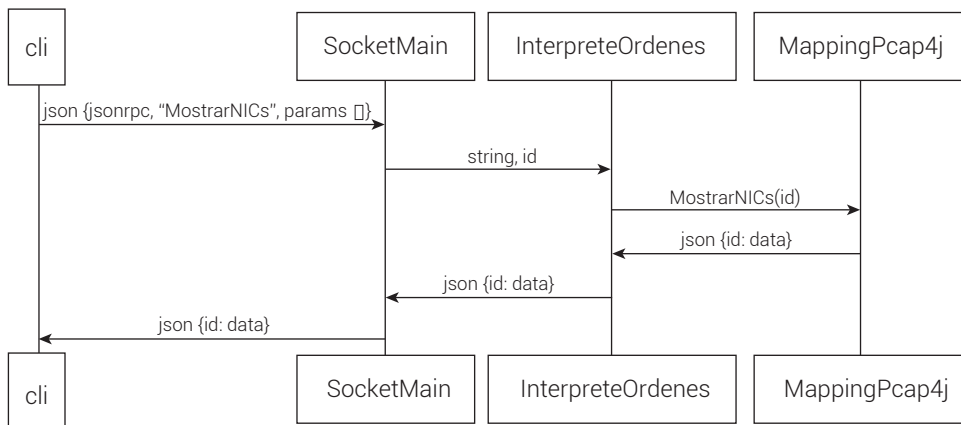 cli
SocketMain
InterpreteOrdenes
MappingPcap4j
json {jsonrpc, “MostrarNICs”, params []}
string, id
MostrarNICs(id)
json {id: data}
json {id: data}
json {id: data}
cli
SocketMain
InterpreteOrdenes
MappingPcap4j